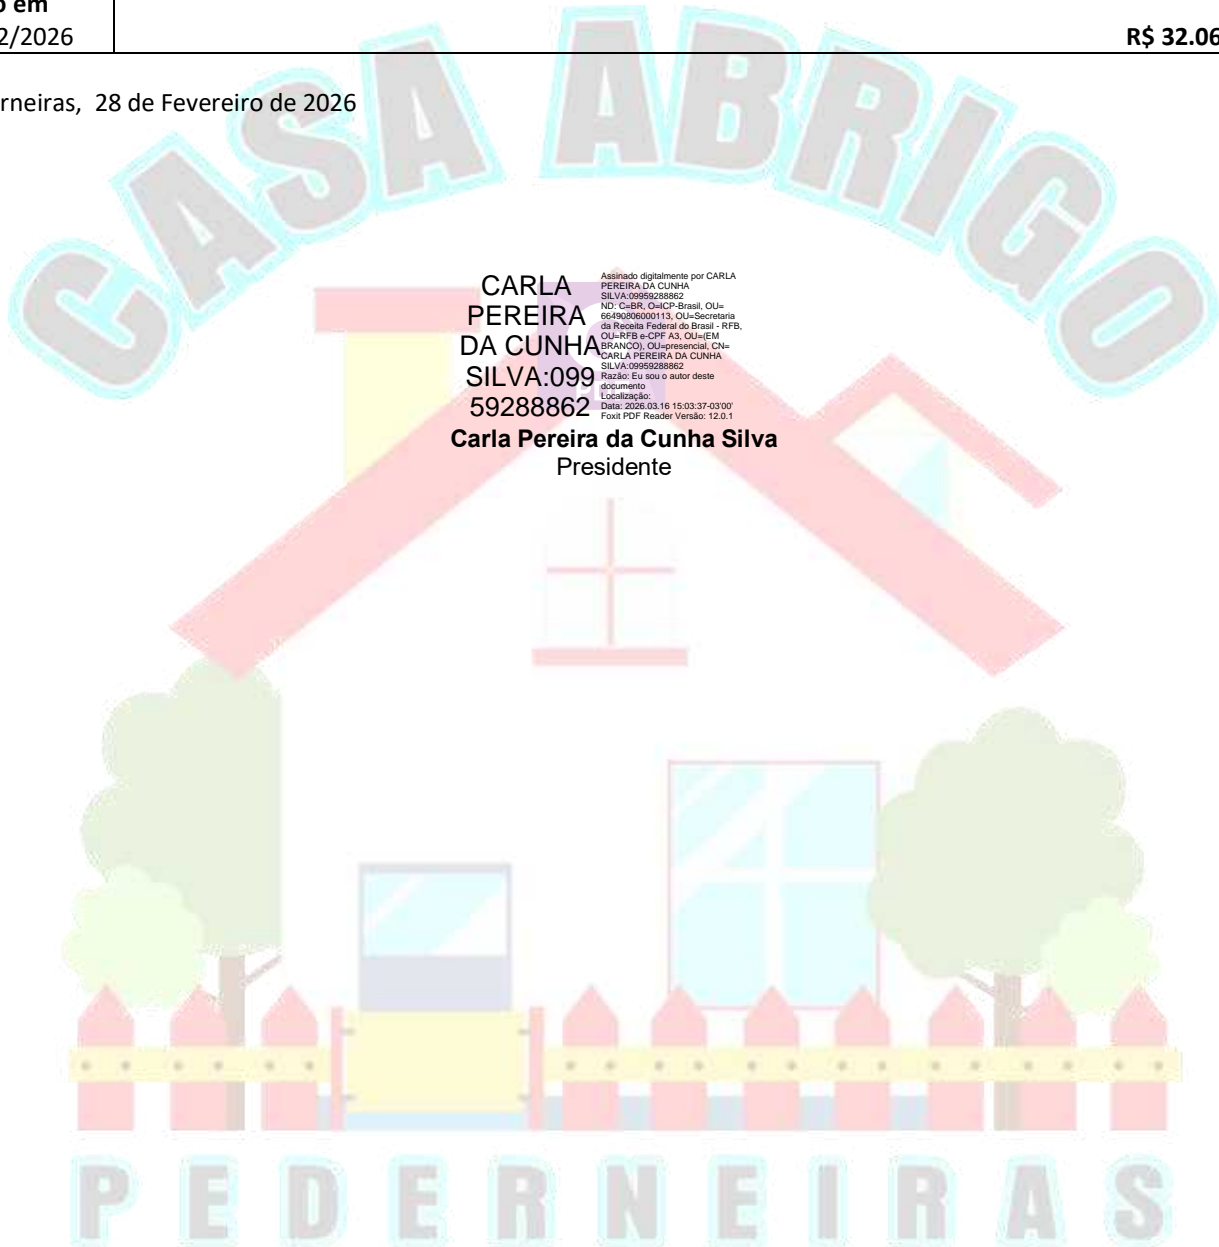 o em
2/2026
R$ 32.06
rneiras, 28 de Fevereiro de 2026
CASA ABRIGO
CARLA
PEREIRA
DA CUNHA
SILVA:099
59288862
Assinado digitalmente por CARLA
PEREIRA DA CUNHA
SILVA:09959288862
ND: C=BR, O=ICP-Brasil, OU=
66490806000113, OU=Secretaria
da Receita Federal do Brasil - RFB,
OU=RFB e-CPF A3, OU=(EM
BRANCO), OU=presencial, CN=
CARLA PEREIRA DA CUNHA
SILVA:09959288862
Razão: Eu sou o autor deste
documento
Localização:
Data: 2026.03.16 15:03:37-03'00'
Foxit PDF Reader Versão: 12.0.1
Carla Pereira da Cunha Silva
Presidente
PEDERNEIRAS